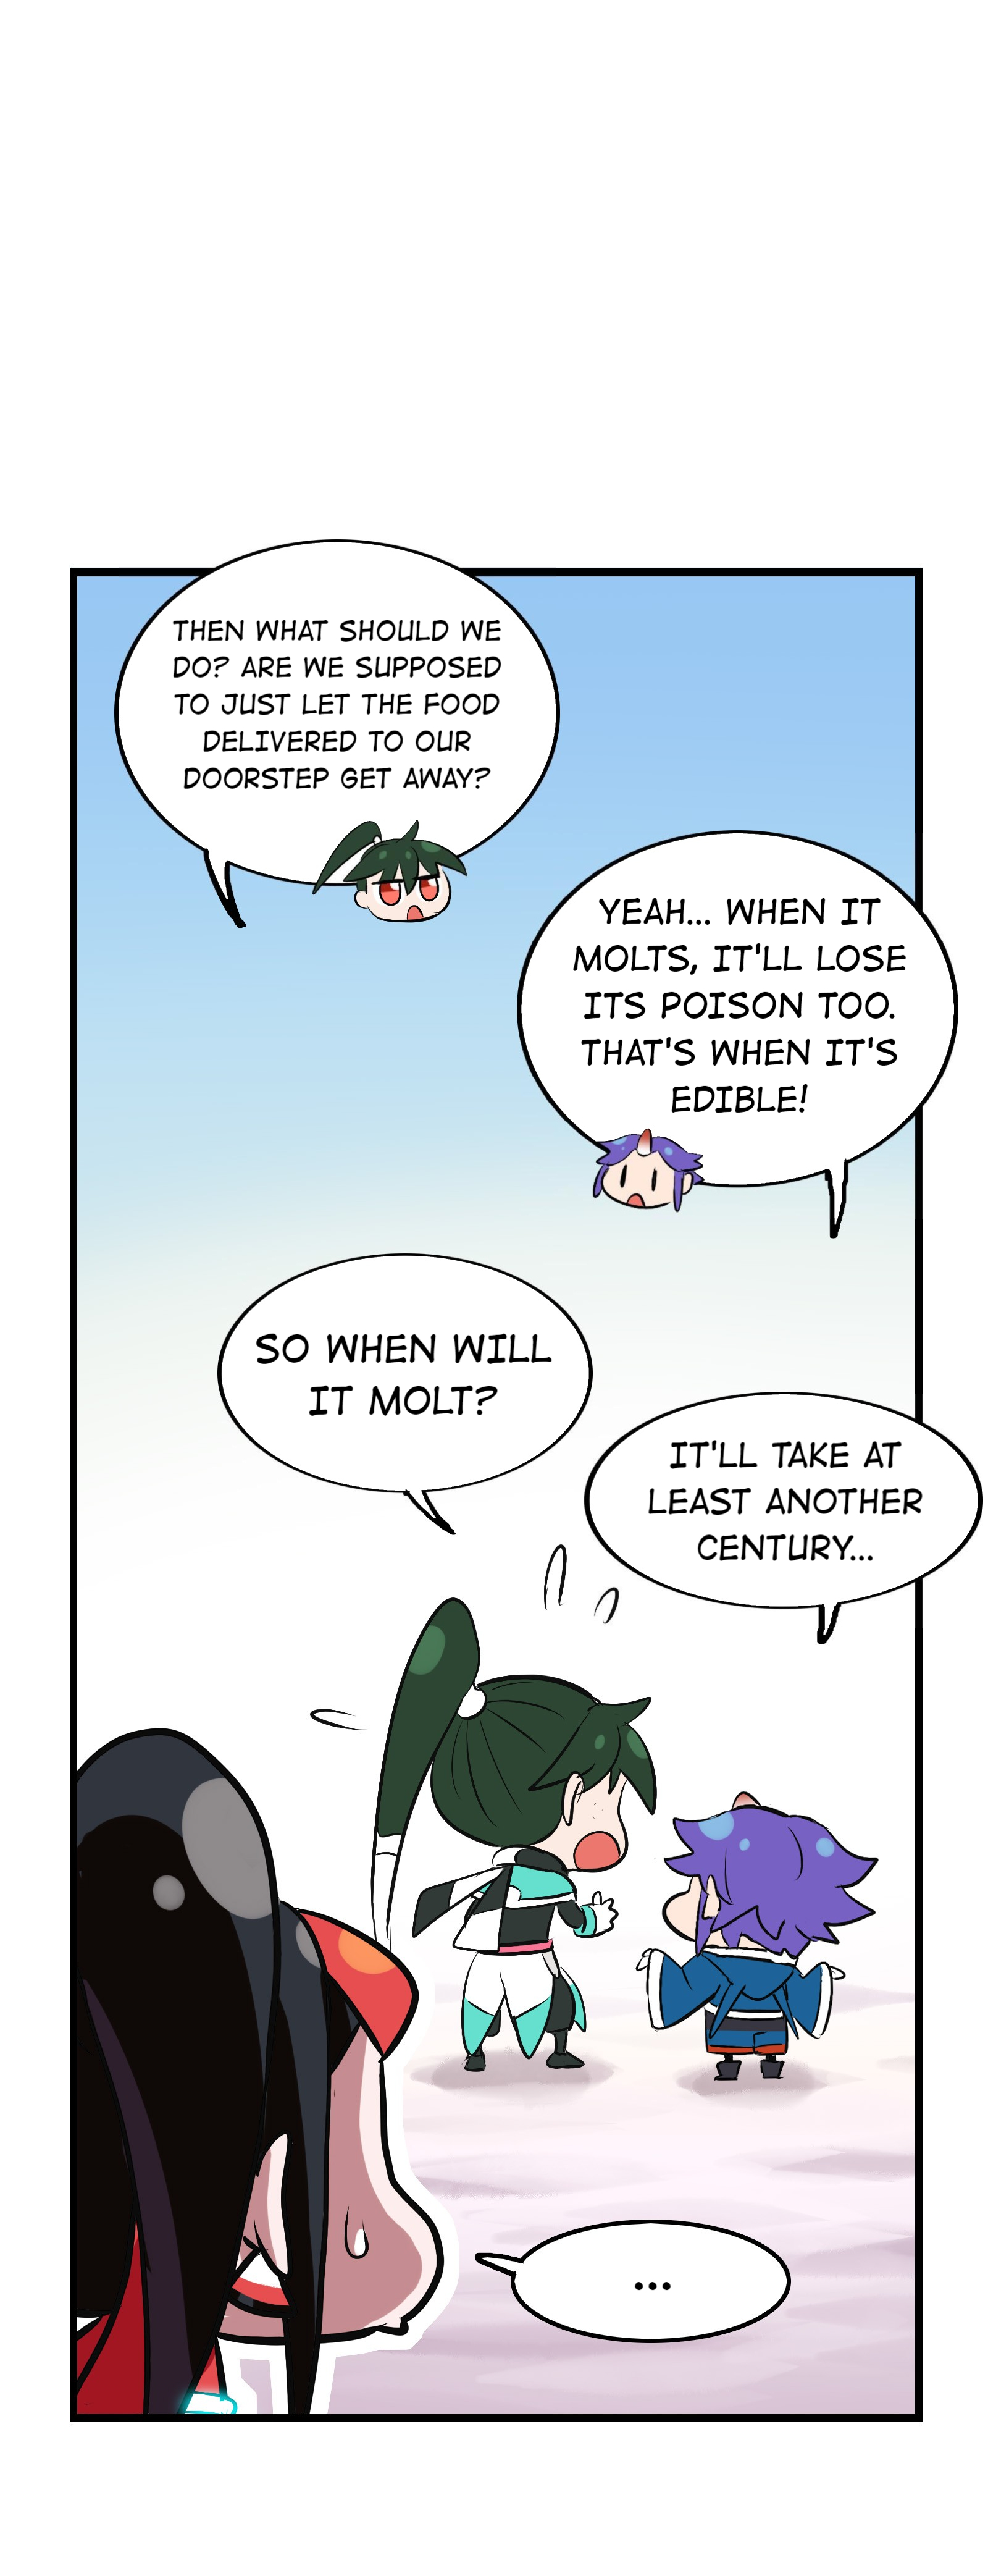 THEN WHAT SHOULD WE
DO? ARE WE SUPPOSED
TO JUST LET THE FOOD
DELIVERED TO OUR
DOORSTEP GET AWAY?
YEAH... WHEN IT
MOLTS, IT'LL LOSE
ITS POISON TOO.
THAT'S WHEN IT'S
EDIBLE!
SO WHEN WILL
IT MOLT?
IT'LL TAKE AT
LEAST ANOTHER
CENTURY...
...